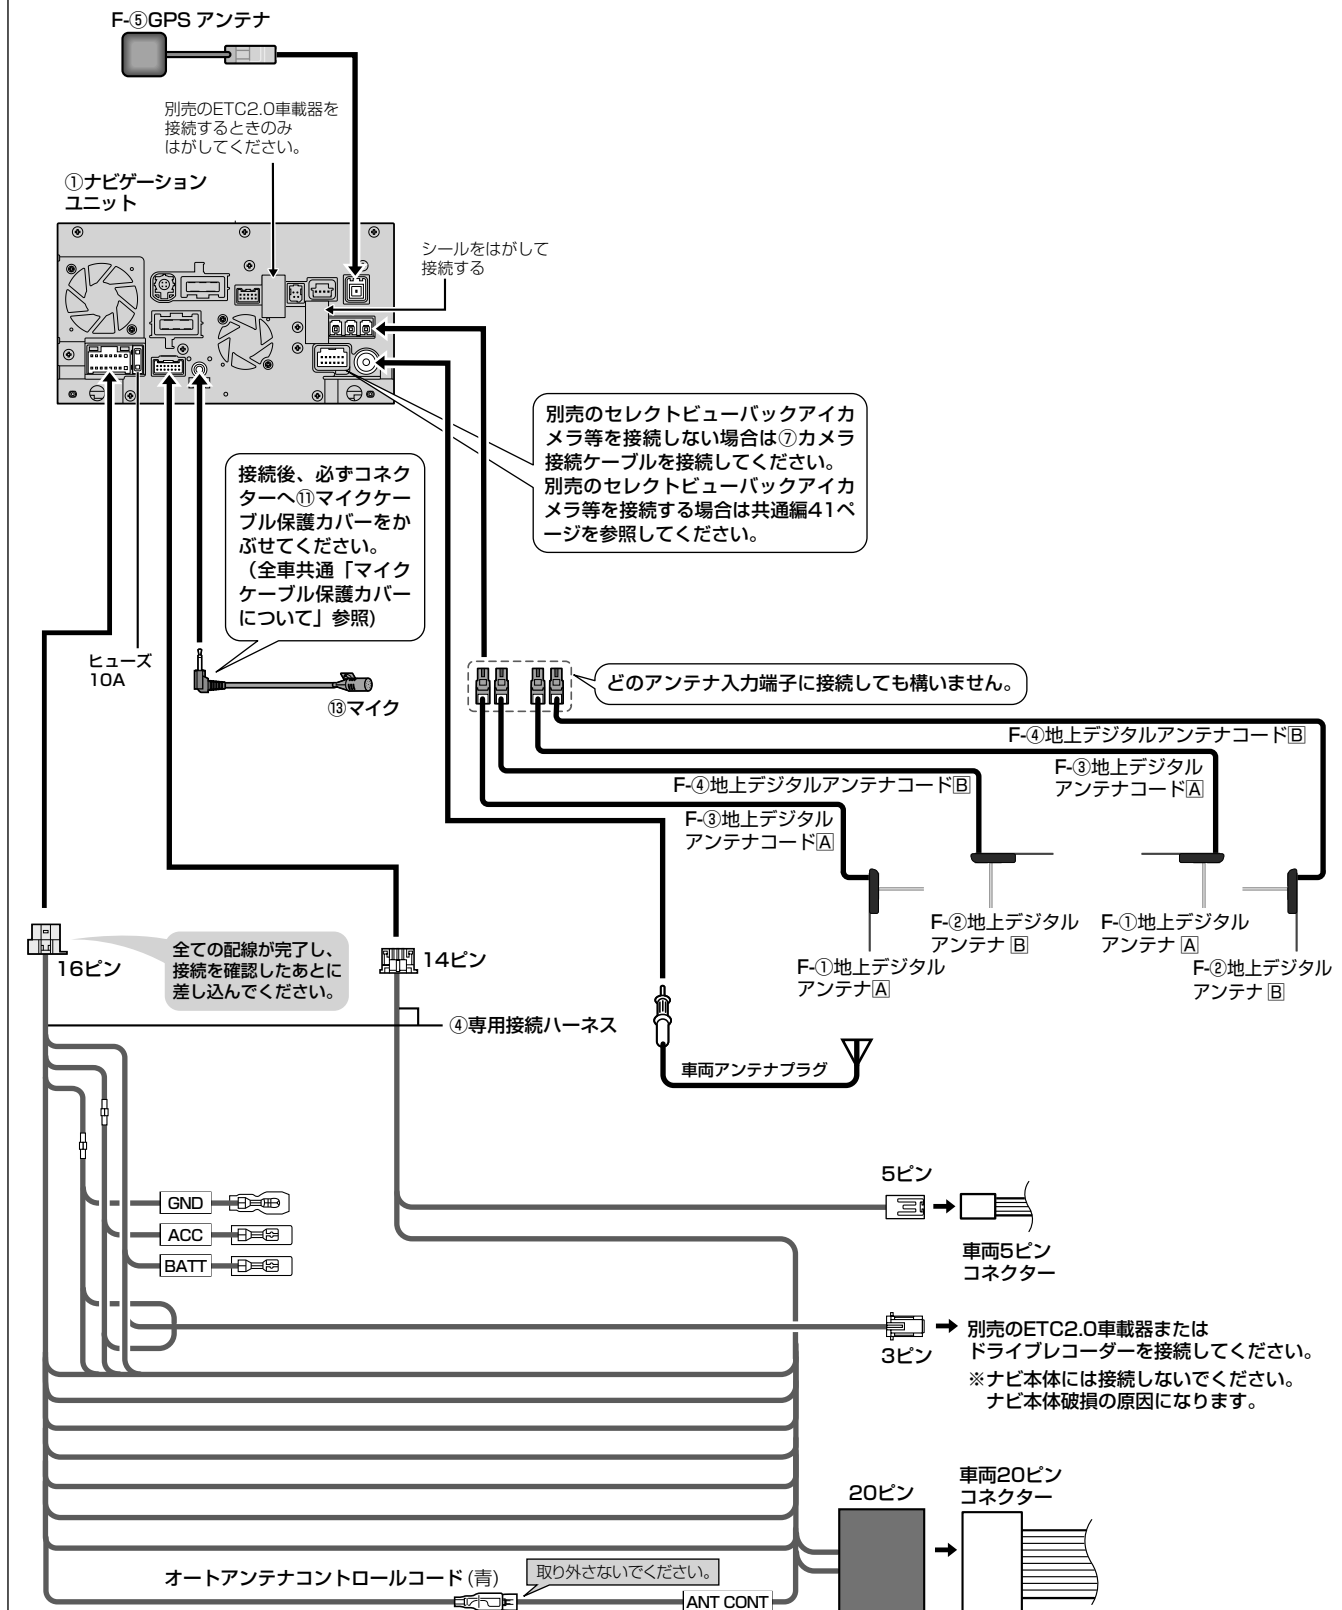 F-⑤GPS アンテナ
別売のETC2.0車載器を
接続するときのみ
はがしてください。
①ナビゲーション
ユニット
シールをはがして
接続する
別売のセレクトビューバックアイカ
メラ等を接続しない場合は⑦カメラ
接続ケーブルを接続してください。
別売のセレクトビューバックアイカ
メラ等を接続する場合は共通編41ペ
ージを参照してください。
接続後、必ずコネク
ターへ⑪マイクケー
ブル保護カバーをか
ぶせてください。
(全車共通「マイク
ケーブル保護カバー
について」参照)
ヒューズ
10A
⑬マイク
どのアンテナ入力端子に接続しても構いません。
F-④地上デジタルアンテナコードB
F-③地上デジタル
アンテナコードA
F-④地上デジタルアンテナコードB
F-③地上デジタル
アンテナコードA
F-②地上デジタル
アンテナ B
F-①地上デジタル
アンテナ A
F-①地上デジタル
アンテナA
F-②地上デジタル
アンテナ B
16ピン
全ての配線が完了し、
接続を確認したあとに
差し込んでください。
14ピン
④専用接続ハーネス
車両アンテナプラグ
GND
ACC
BATT
5ピン
車両5ピン
コネクター
3ピン
別売のETC2.0車載器または
ドライブレコーダーを接続してください。
※ナビ本体には接続しないでください。
ナビ本体破損の原因になります。
20ピン
車両20ピン
コネクター
オートアンテナコントロールコード (青)
取り外さないでください。
ANT CONT